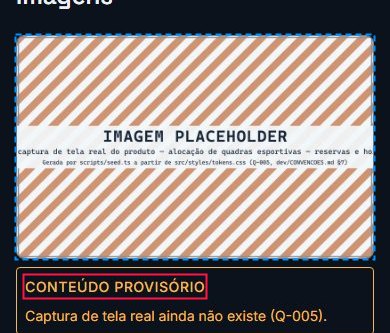 Imagens
IMAGEM PLACEHOLDER
captura de tela real do produto — alocação de quadras esportivas — reservas e ho
Gerada por scripts/seed.ts a partir de src/styles/tokens.css (Q-005, dev/CONVENCOES.md §7)
CONTEÚDO PROVISÓRIO
Captura de tela real ainda não existe (Q-005).